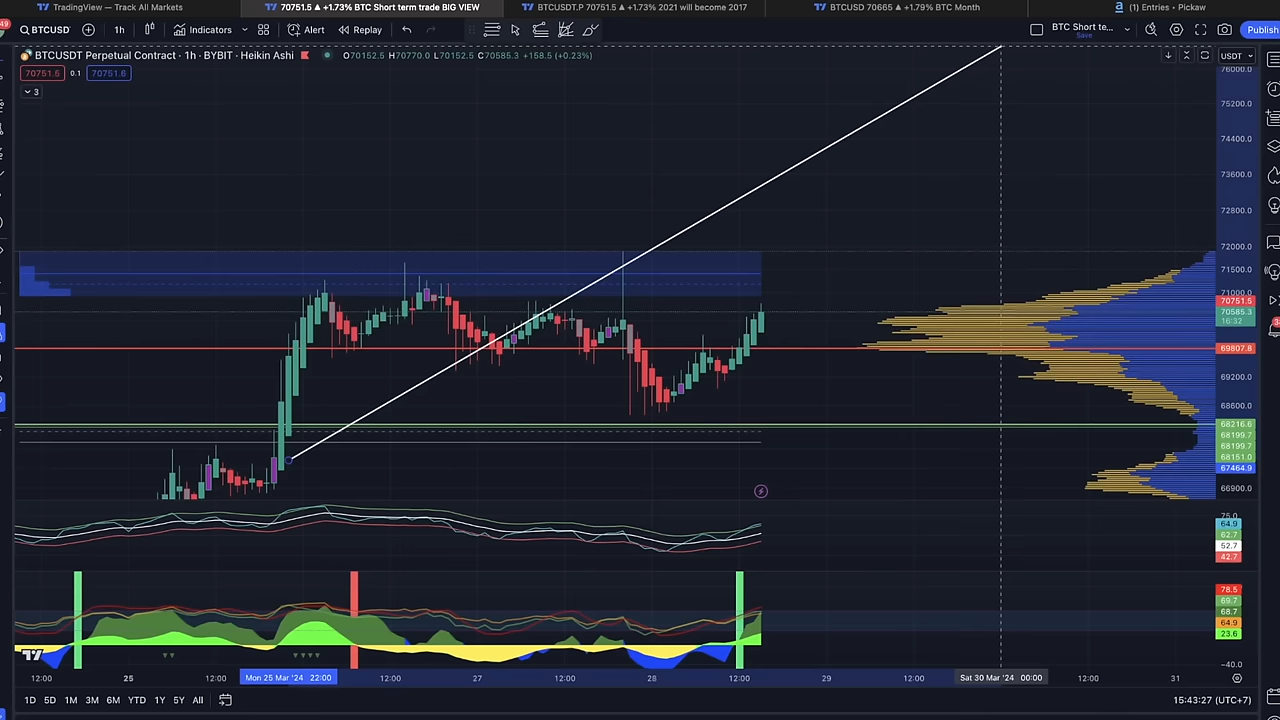 TradingView — Track All Markets
70751.5 ▲ +1.73% BTC Short term trade BIG VIEW
BTCUSDT.P 70751.5 ▲ +1.73% 2021 will become 2017
BTCUSD 70665 ▲ +1.79% BTC Month
(1) Entries - Pickaw
BTCUSD
1h
Indicators
Alert
Replay
BTC Short te...
Save
Publish
BTCUSDT Perpetual Contract · 1h · BYBIT · Heikin Ashi
O70152.5 H70770.0 L70152.5 C70585.3 +158.5 (+0.23%)
USDT
70751.5
0.1
70751.6
3
76000.0
75200.0
74400.0
73600.0
72800.0
72000.0
71500.0
71000.0
70751.5
70585.3
16:32
69807.8
69200.0
68600.0
68216.6
68199.7
68199.7
68151.0
67464.9
66900.0
75.0
64.9
62.7
52.7
42.7
78.5
69.7
68.7
64.9
23.6
−40.0
12:00
25
12:00
Mon 25 Mar '24 22:00
12:00
27
12:00
28
12:00
29
12:00
Sat 30 Mar '24 00:00
12:00
31
1D
5D
1M
3M
6M
YTD
1Y
5Y
All
15:43:27 (UTC+7)